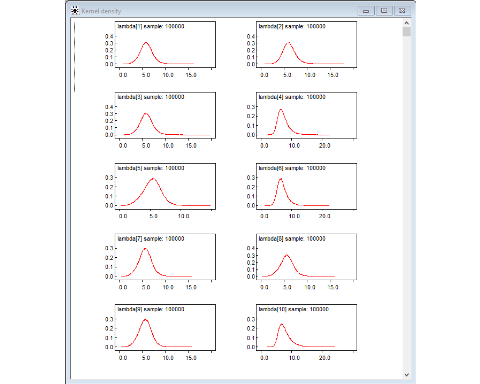 Kernel density
lambda[1] sample: 100000
lambda[2] sample: 100000
0.4
0.3
0.2
0.1
0.0
0.0 5.0 10.0 15.0
0.4
0.3
0.2
0.1
0.0
0.0 5.0 10.0 15.0
lambda[3] sample: 100000
lambda[4] sample: 100000
0.4
0.3
0.2
0.1
0.0
0.0 5.0 10.0 15.0
0.3
0.2
0.1
0.0
0.0 10.0 20.0
lambda[5] sample: 100000
lambda[6] sample: 100000
0.3
0.2
0.1
0.0
0.0 5.0 10.0
0.3
0.2
0.1
0.0
0.0 10.0 20.0
lambda[7] sample: 100000
lambda[8] sample: 100000
0.3
0.2
0.1
0.0
0.0 5.0 10.0 15.0
0.4
0.3
0.2
0.1
0.0
0.0 5.0 10.0 15.0
lambda[9] sample: 100000
lambda[10] sample: 100000
0.3
0.2
0.1
0.0
0.0 5.0 10.0 15.0
0.3
0.2
0.1
0.0
0.0 10.0 20.0